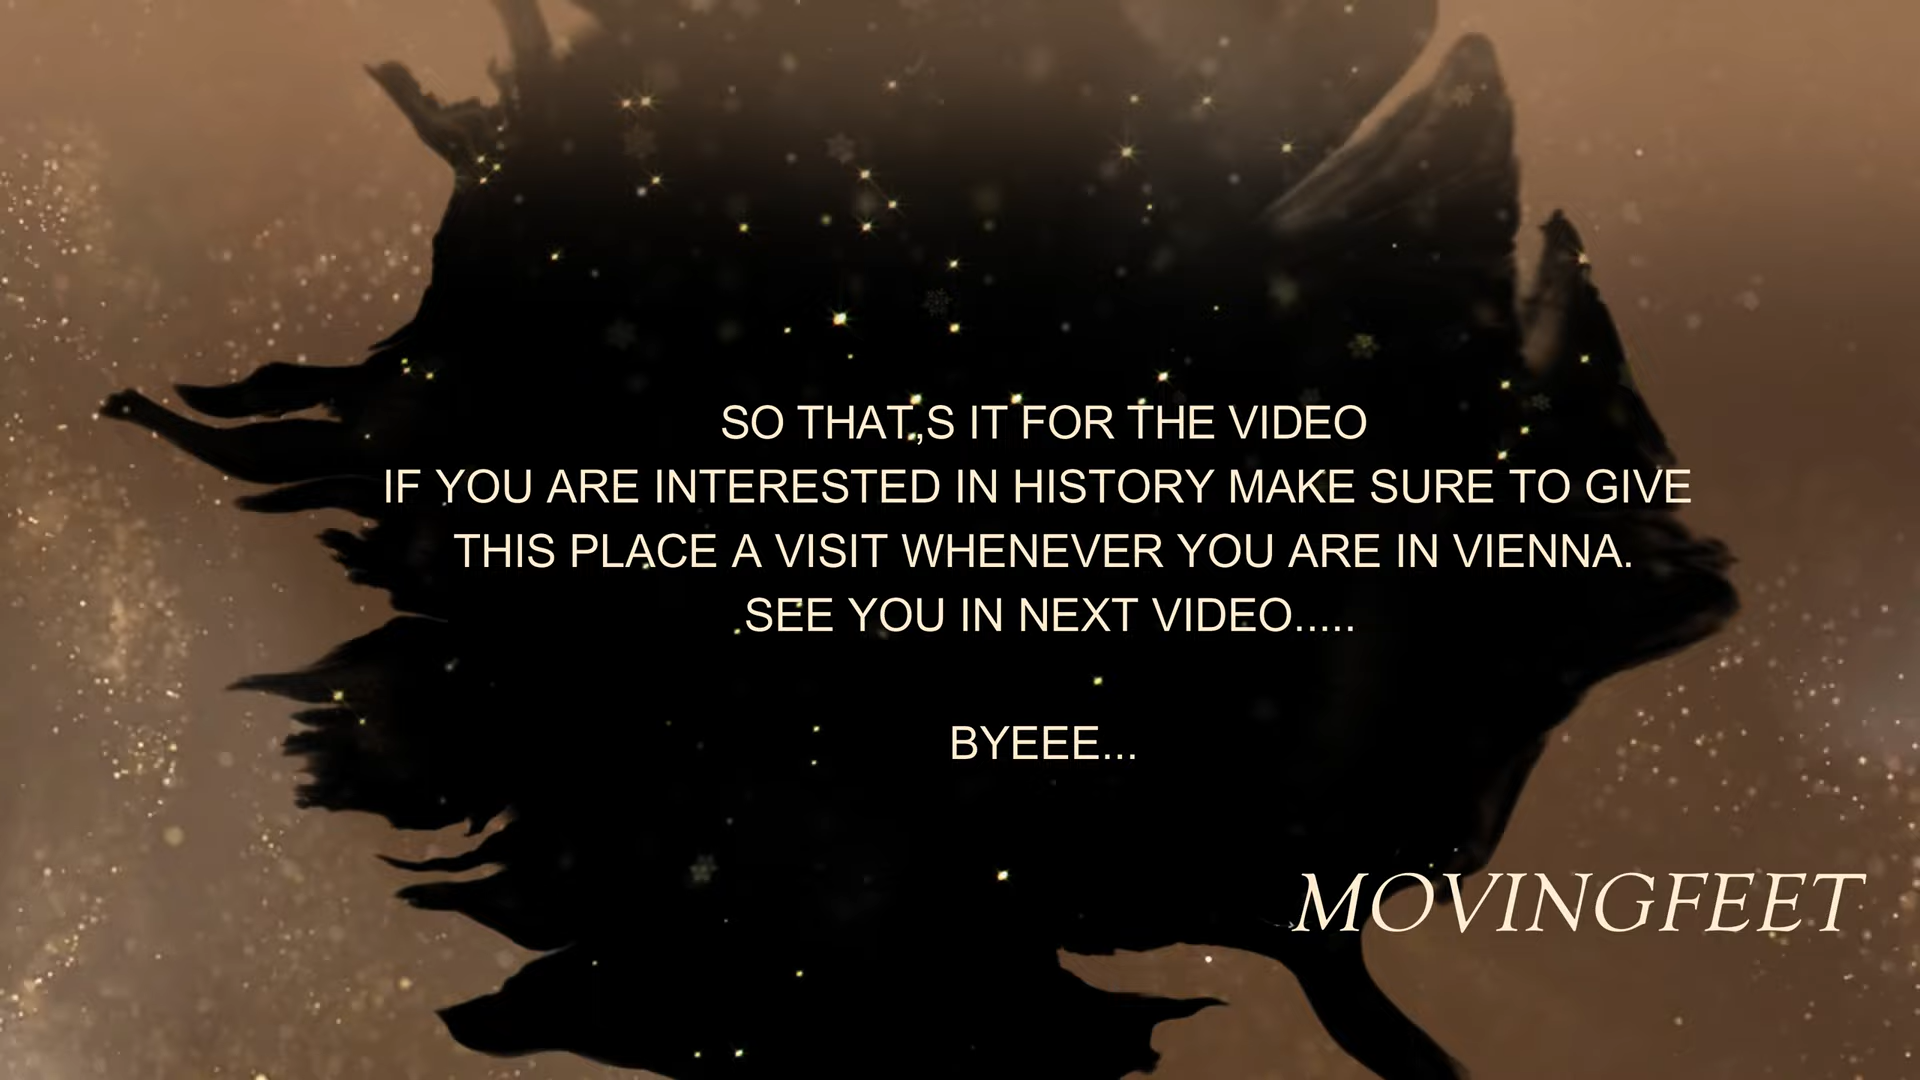 SO THAT,S IT FOR THE VIDEO
IF YOU ARE INTERESTED IN HISTORY MAKE SURE TO GIVE
THIS PLACE A VISIT WHENEVER YOU ARE IN VIENNA.
SEE YOU IN NEXT VIDEO.....
BYEEE...
MOVINGFEET